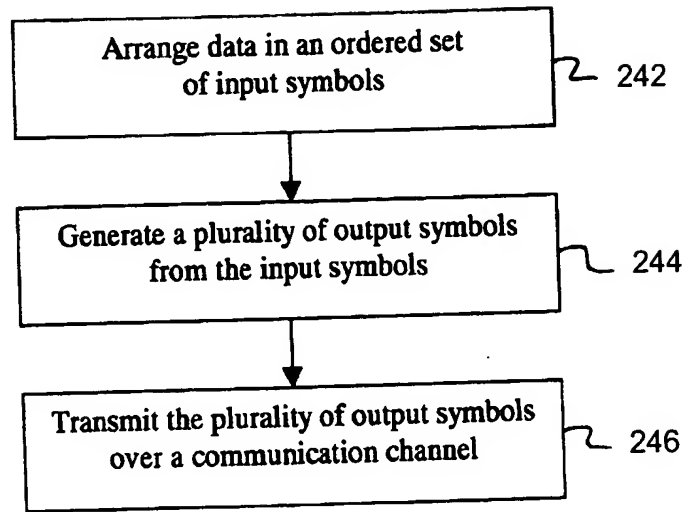 Arrange data in an ordered set
of input symbols
242
Generate a plurality of output symbols
from the input symbols
244
Transmit the plurality of output symbols
over a communication channel
246